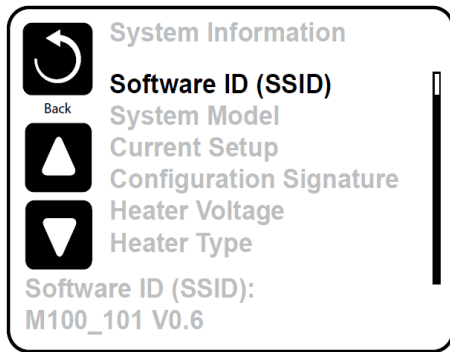 System Information
Software ID (SSID)
Back
System Model
Current Setup
Configuration Signature
Heater Voltage
Heater Type
Software ID (SSID):
M100_101 V0.6